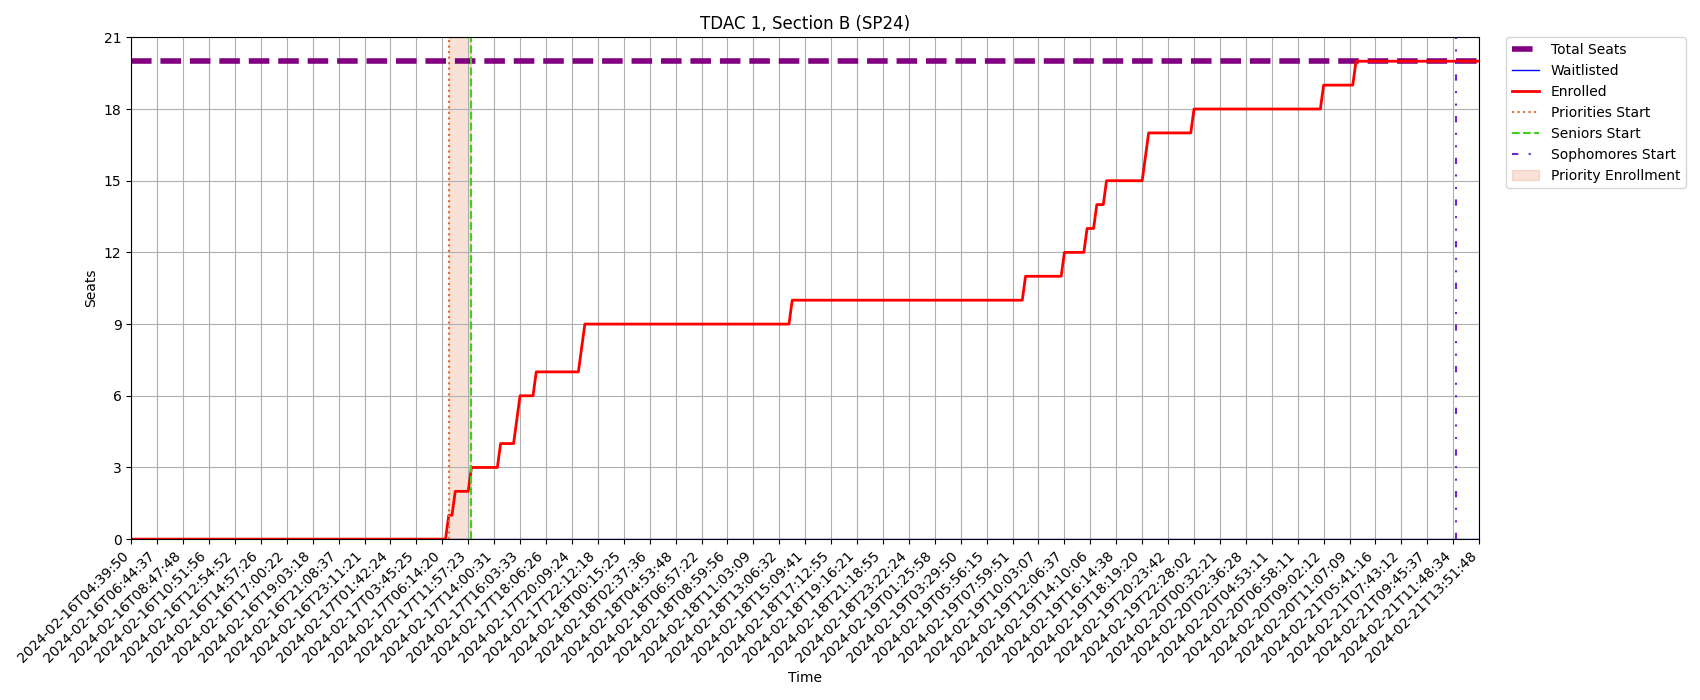 TDAC 1, Section B (SP24)
21
18
15
12
9
6
3
0
Seats
2024-02-16T04:39:50
2024-02-16T06:44:37
2024-02-16T08:47:48
2024-02-16T10:51:56
2024-02-16T12:54:52
2024-02-16T14:57:26
2024-02-16T17:00:22
2024-02-16T19:03:18
2024-02-16T21:08:37
2024-02-16T23:11:21
2024-02-17T01:42:24
2024-02-17T03:45:25
2024-02-17T06:14:20
2024-02-17T11:57:23
2024-02-17T14:00:31
2024-02-17T16:03:33
2024-02-17T18:06:26
2024-02-17T20:09:24
2024-02-17T22:12:18
2024-02-18T00:15:25
2024-02-18T02:37:36
2024-02-18T04:53:48
2024-02-18T06:57:22
2024-02-18T08:59:56
2024-02-18T11:03:09
2024-02-18T13:06:32
2024-02-18T15:09:41
2024-02-18T17:12:55
2024-02-18T19:16:21
2024-02-18T21:18:55
2024-02-18T23:22:24
2024-02-19T01:25:58
2024-02-19T03:29:50
2024-02-19T05:56:15
2024-02-19T07:59:51
2024-02-19T10:03:07
2024-02-19T12:06:37
2024-02-19T14:10:06
2024-02-19T16:14:38
2024-02-19T18:19:20
2024-02-19T20:23:42
2024-02-19T22:28:02
2024-02-20T00:32:21
2024-02-20T02:36:28
2024-02-20T04:53:11
2024-02-20T06:58:11
2024-02-20T09:02:12
2024-02-20T11:07:09
2024-02-21T05:41:16
2024-02-21T07:43:12
2024-02-21T09:45:37
2024-02-21T11:48:34
2024-02-21T13:51:48
Time
Total Seats
Waitlisted
Enrolled
Priorities Start
Seniors Start
Sophomores Start
Priority Enrollment